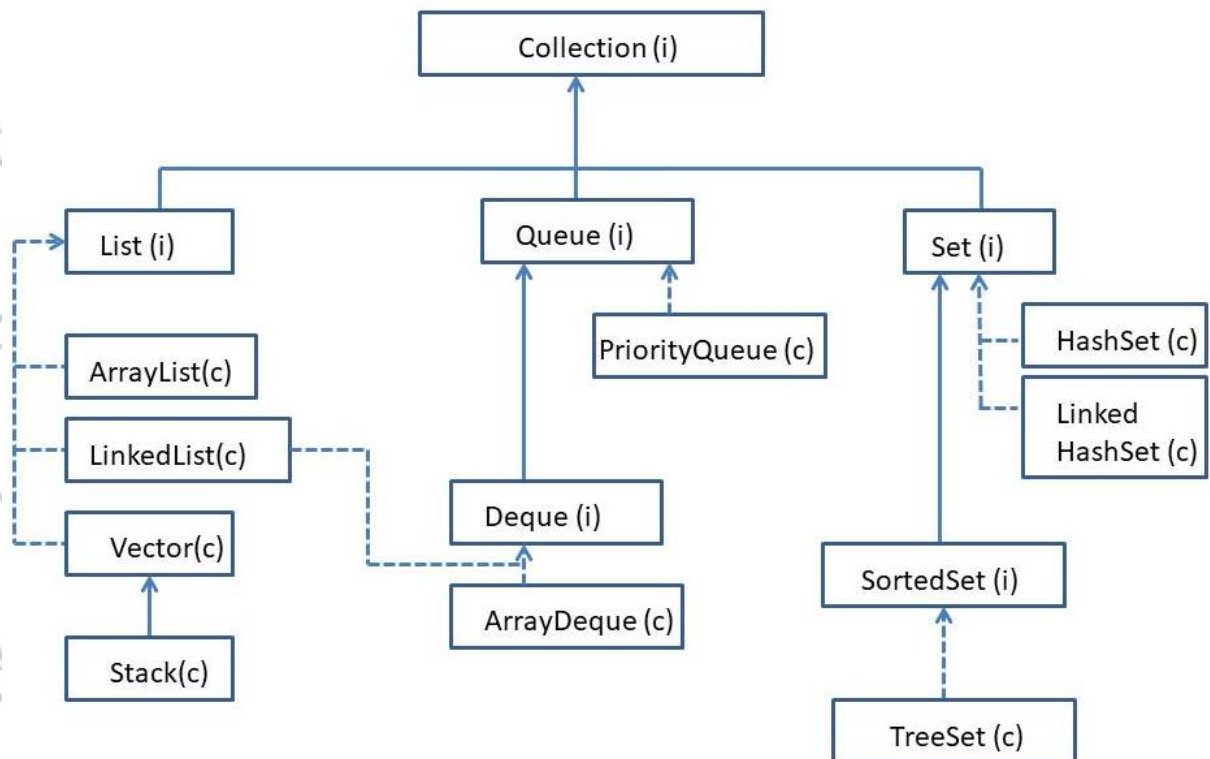 Collection (i)
List (i)
Queue (i)
Set (i)
PriorityQueue (c)
HashSet (c)
ArrayList(c)
Linked
HashSet (c)
LinkedList(c)
Deque (i)
Vector(c)
SortedSet (i)
ArrayDeque (c)
Stack(c)
TreeSet (c)